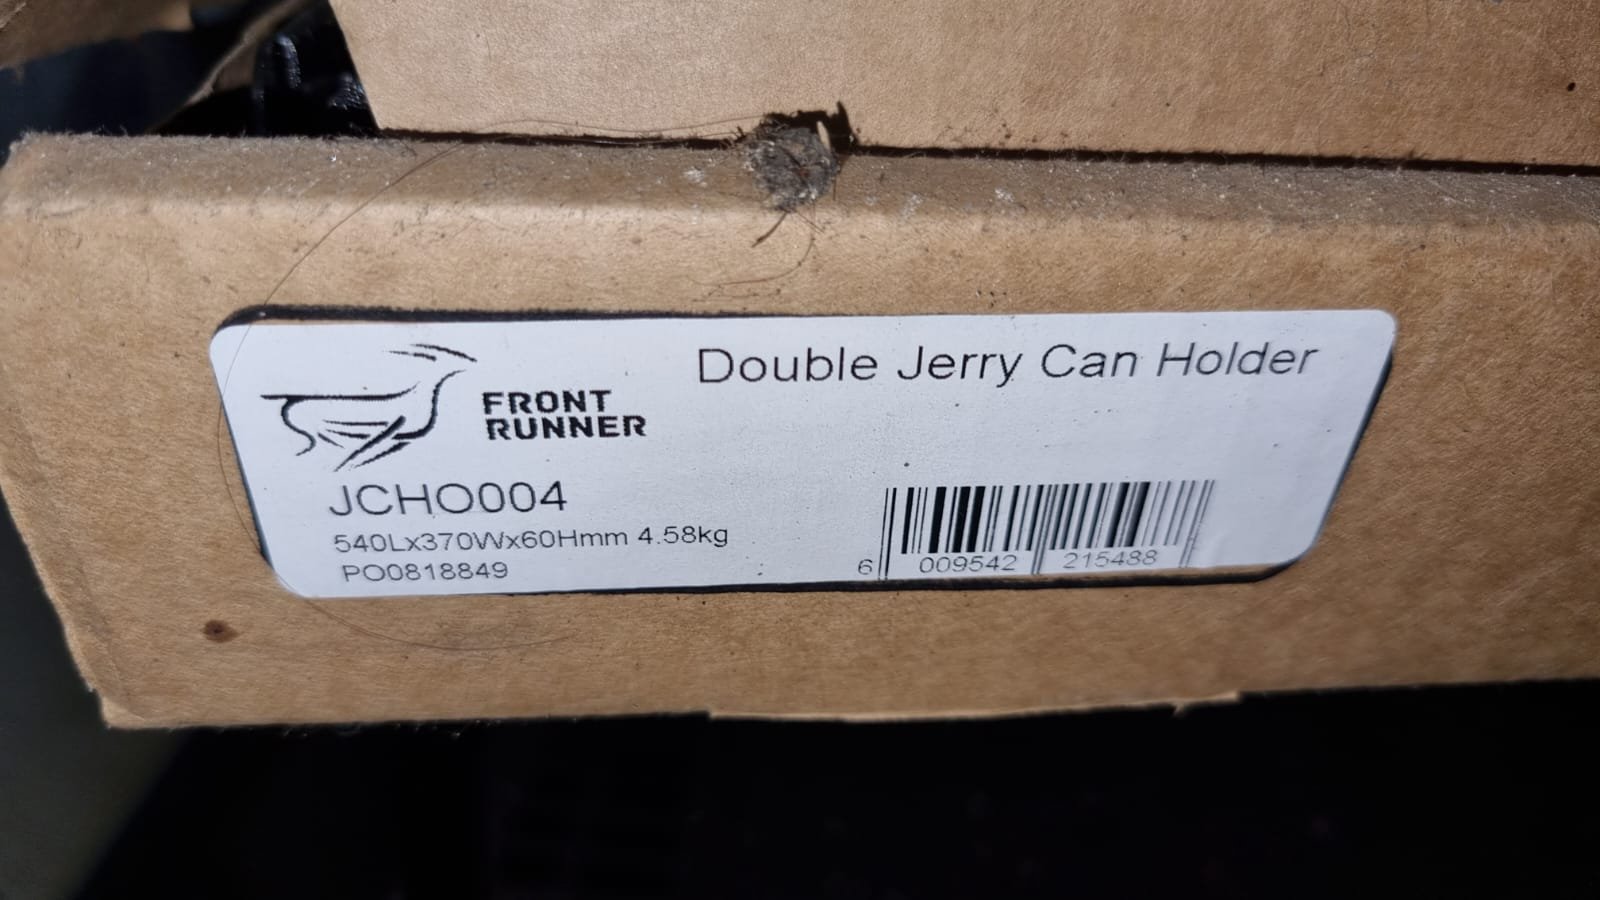 Double Jerry Can Holder
FRONT
RUNNER
JCHO004
540Lx370Wx60Hmm 4.58kg
PO0818849
6 009542 215488